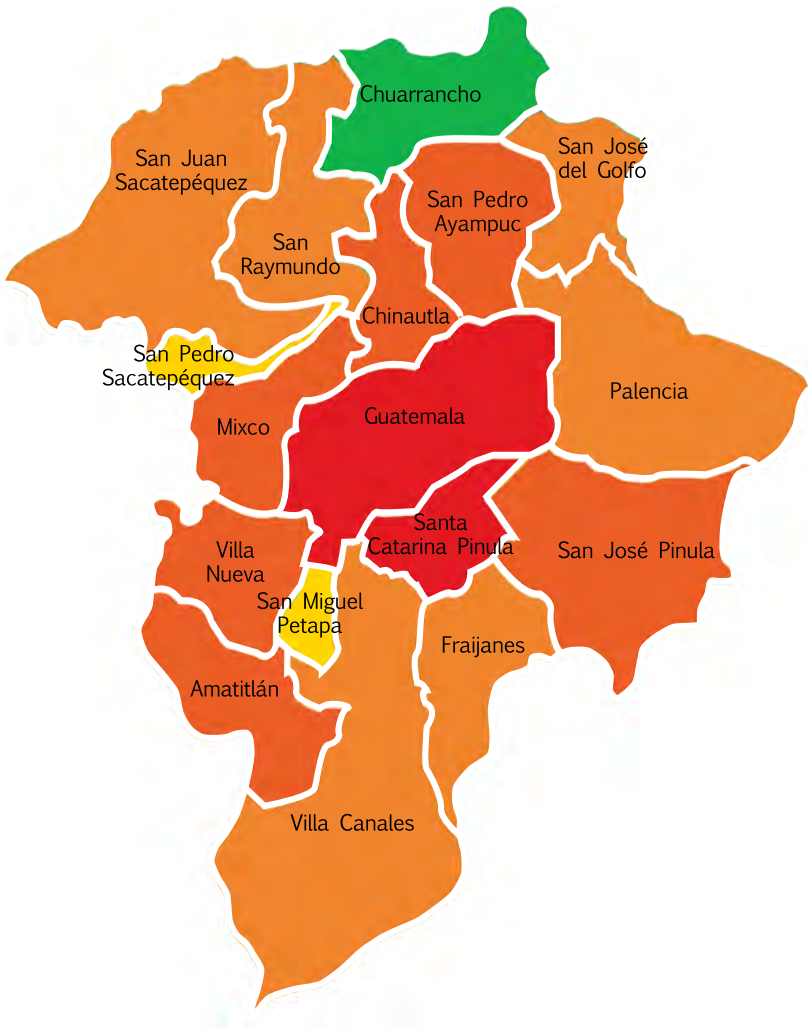 Chuarrancho
San José
del Golfo
San Juan
Sacatepéquez
San Pedro
Ayampuc
San
Raymundo
Chinautla
San Pedro
Sacatepéquez
Palencia
Guatemala
Mixco
Santa
Catarina Pinula
San José Pinula
Villa
Nueva
San Miguel
Petapa
Fraijanes
Amatitlán
Villa Canales